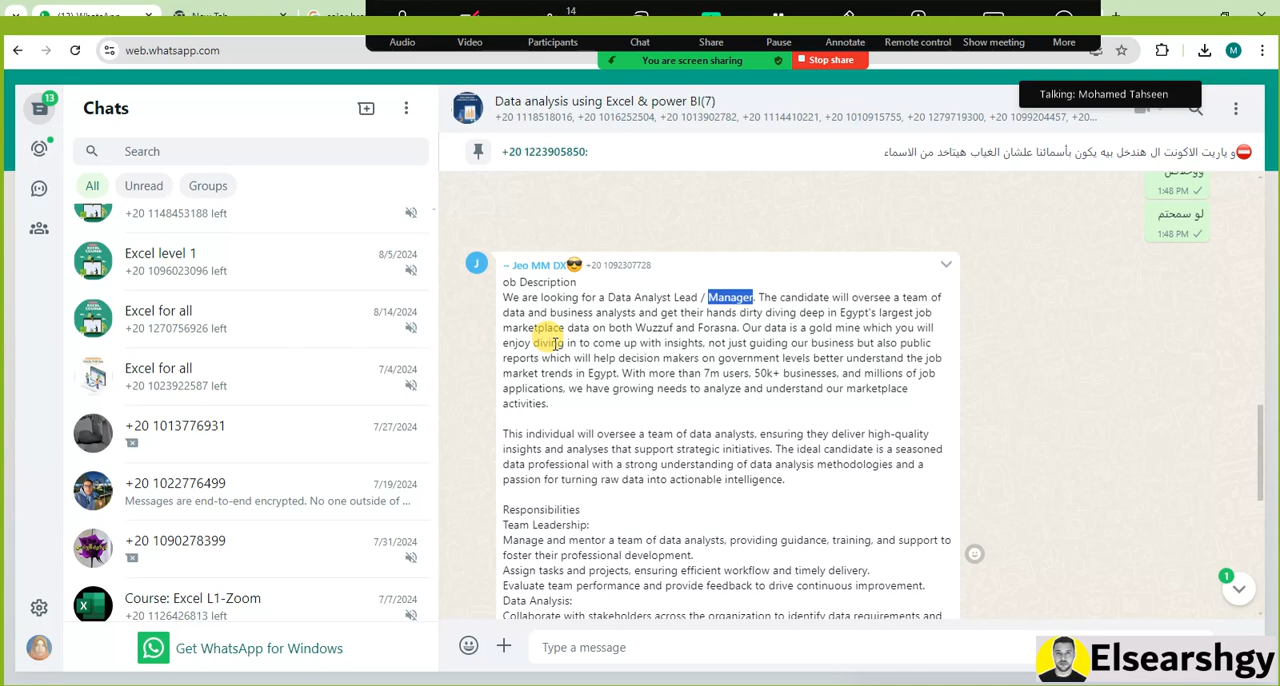 14
Audio
Video
Participants
Chat
Share
Pause
Annotate
Remote control
Show meeting
More
web.whatsapp.com
M
You are screen sharing
Stop share
Talking: Mohamed Tahseen
13
Chats
Search
All
Unread
Groups
+20 1148453188 left
Excel level 1
8/5/2024
+20 1096023096 left
Excel for all
8/14/2024
+20 1270756926 left
Excel for all
7/4/2024
+20 1023922587 left
+20 1013776931
7/27/2024
+20 1022776499
7/19/2024
Messages are end-to-end encrypted. No one outside of ...
+20 1090278399
7/31/2024
Course: Excel L1-Zoom
7/7/2024
+20 1126426813 left
Get WhatsApp for Windows
Data analysis using Excel & power BI(7)
+20 1118518016, +20 1016252504, +20 1013902782, +20 1114410221, +20 1010915755, +20 1279719300, +20 1099204457, +20...
+20 1223905850:
⛔و ياريت الاكونت ال هندخل بيه يكون بأسمائنا علشان الغياب هيتاخد من الاسماء
1:48 PM
لو سمحتم
1:48 PM
J
~ Jeo MM DX😎 +20 1092307728
ob Description
We are looking for a Data Analyst Lead / Manager. The candidate will oversee a team of
data and business analysts and get their hands dirty diving deep in Egypt's largest job
marketplace data on both Wuzzuf and Forasna. Our data is a gold mine which you will
enjoy diving in to come up with insights, not just guiding our business but also public
reports which will help decision makers on government levels better understand the job
market trends in Egypt. With more than 7m users, 50k+ businesses, and millions of job
applications, we have growing needs to analyze and understand our marketplace
activities.
This individual will oversee a team of data analysts, ensuring they deliver high-quality
insights and analyses that support strategic initiatives. The ideal candidate is a seasoned
data professional with a strong understanding of data analysis methodologies and a
passion for turning raw data into actionable intelligence.
Responsibilities
Team Leadership:
Manage and mentor a team of data analysts, providing guidance, training, and support to
foster their professional development.
Assign tasks and projects, ensuring efficient workflow and timely delivery.
Evaluate team performance and provide feedback to drive continuous improvement.
Data Analysis:
Collaborate with stakeholders across the organization to identify data requirements and
1
Type a message
Elsearshgy